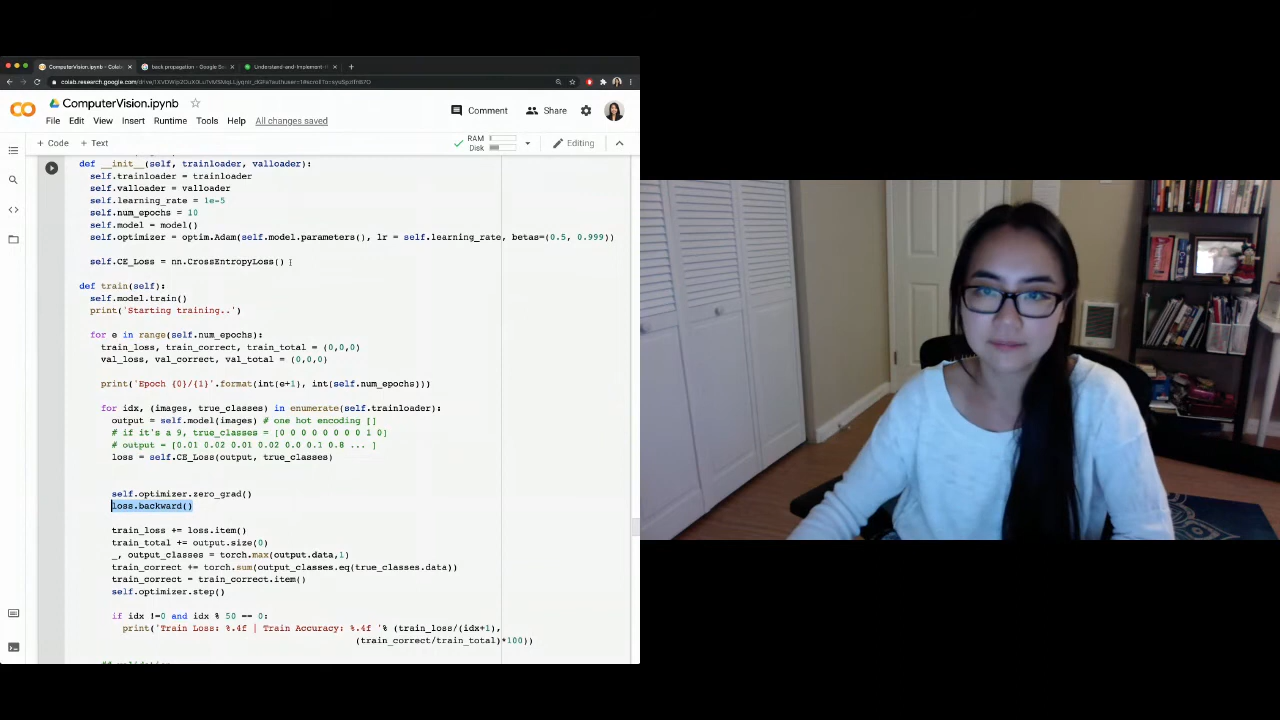 ComputerVision.ipynb - Colab
back propagation - Google Se
Understand-and-Implement
ComputerVision.ipynb
File Edit View Insert Runtime Tools Help All changes saved
Comment
Share
+ Code + Text
RAM
Disk
Editing
def __init__(self, trainloader, valloader):
self.trainloader = trainloader
self.valloader = valloader
self.learning_rate = 1e-5
self.num_epochs = 10
self.model = model()
self.optimizer = optim.Adam(self.model.parameters(), lr = self.learning_rate, betas=(0.5, 0.999))
self.CE_Loss = nn.CrossEntropyLoss()
def train(self):
self.model.train()
print('Starting training..')
for e in range(self.num_epochs):
train_loss, train_correct, train_total = (0,0,0)
val_loss, val_correct, val_total = (0,0,0)
print('Epoch {0}/{1}'.format(int(e+1), int(self.num_epochs)))
for idx, (images, true_classes) in enumerate(self.trainloader):
output = self.model(images) # one hot encoding []
# if it's a 9, true_classes = [0 0 0 0 0 0 0 0 1 0]
# output = [0.01 0.02 0.01 0.02 0.0 0.1 0.8 ... ]
loss = self.CE_Loss(output, true_classes)
self.optimizer.zero_grad()
loss.backward()
train_loss += loss.item()
train_total += output.size(0)
_, output_classes = torch.max(output.data,1)
train_correct += torch.sum(output_classes.eq(true_classes.data))
train_correct = train_correct.item()
self.optimizer.step()
if idx !=0 and idx % 50 == 0:
print('Train Loss: %.4f | Train Accuracy: %.4f '% (train_loss/(idx+1),
(train_correct/train_total)*100))